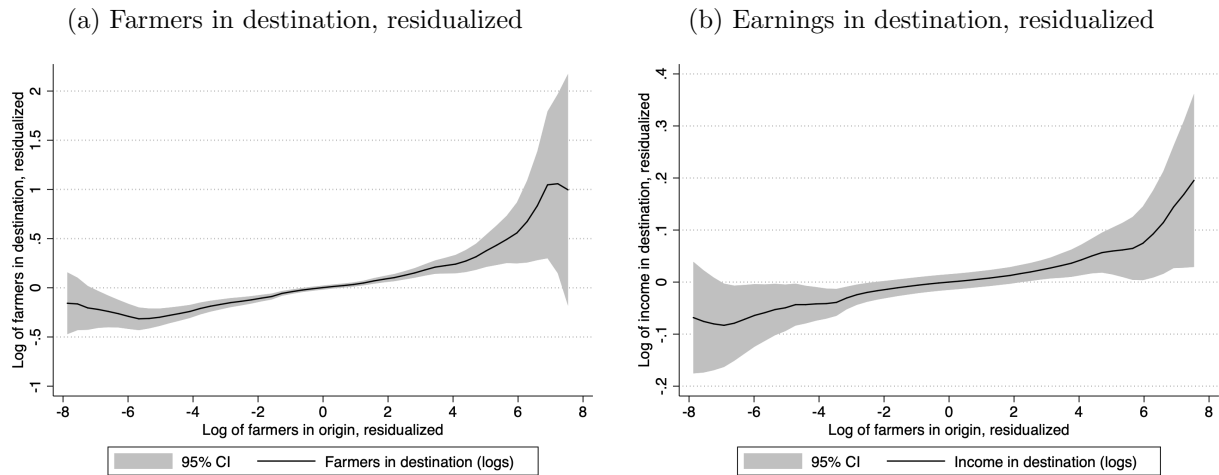 (a) Farmers in destination, residualized
Log of farmers in destination, residualized
2
1.5
1
.5
0
-.5
-1
-8 -6 -4 -2 0 2 4 6 8
Log of farmers in origin, residualized
95% CI Farmers in destination (logs)
(b) Earnings in destination, residualized
Log of income in destination, residualized
.4
.3
.2
.1
0
-.1
-.2
-8 -6 -4 -2 0 2 4 6 8
Log of farmers in origin, residualized
95% CI Income in destination (logs)